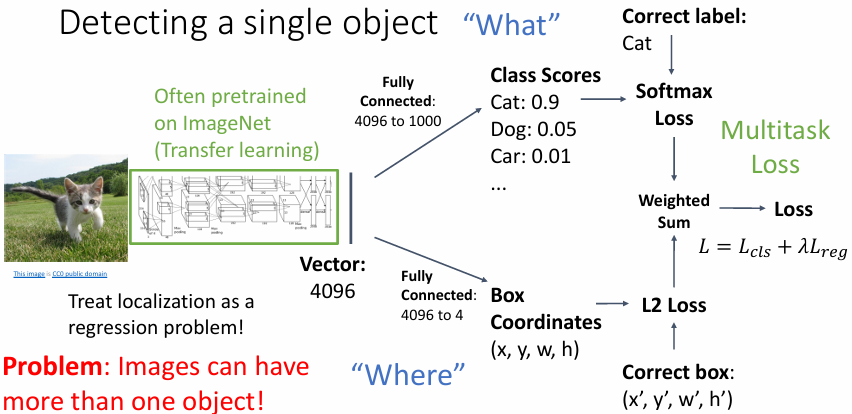 Detecting a single object
“What”
Correct label:
Cat
Often pretrained
on ImageNet
(Transfer learning)
Fully
Connected:
4096 to 1000
Class Scores
Cat: 0.9
Dog: 0.05
Car: 0.01
...
Softmax
Loss
Multitask
Loss
Weighted
Sum
Loss
L = L_{cls} + λL_{reg}
This image is CC0 public domain
Vector:
4096
Fully
Connected:
4096 to 4
Treat localization as a
regression problem!
Box
Coordinates
(x, y, w, h)
L2 Loss
Problem: Images can have
more than one object!
“Where”
Correct box:
(x’, y’, w’, h’)